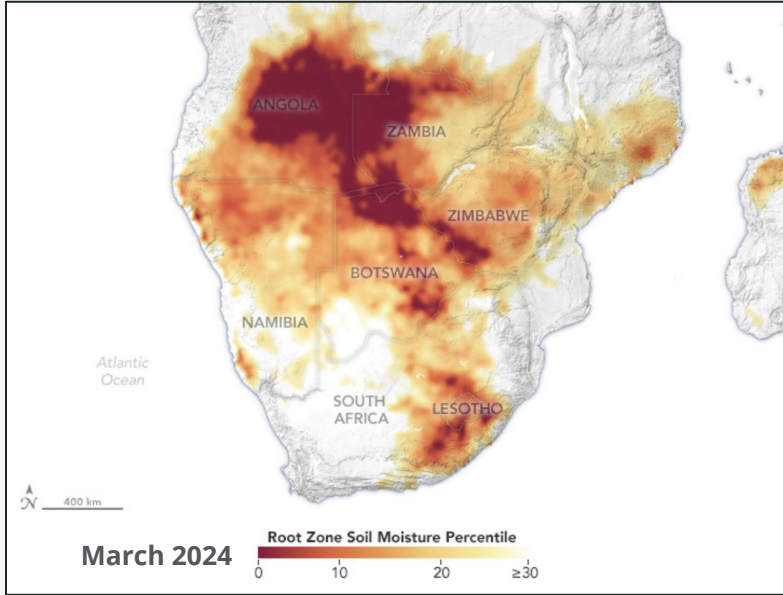 ANGOLA
ZAMBIA
ZIMBABWE
BOTSWANA
NAMIBIA
Atlantic
Ocean
SOUTH
AFRICA
LESOTHO
N
400 km
March 2024
Root Zone Soil Moisture Percentile
0 10 20 ≥30